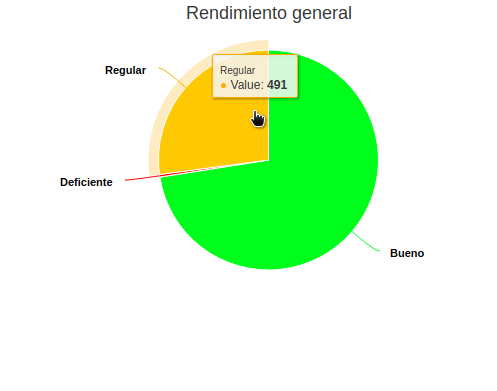 Rendimiento general
Regular
Regular
● Value: 491
Deficiente
Bueno